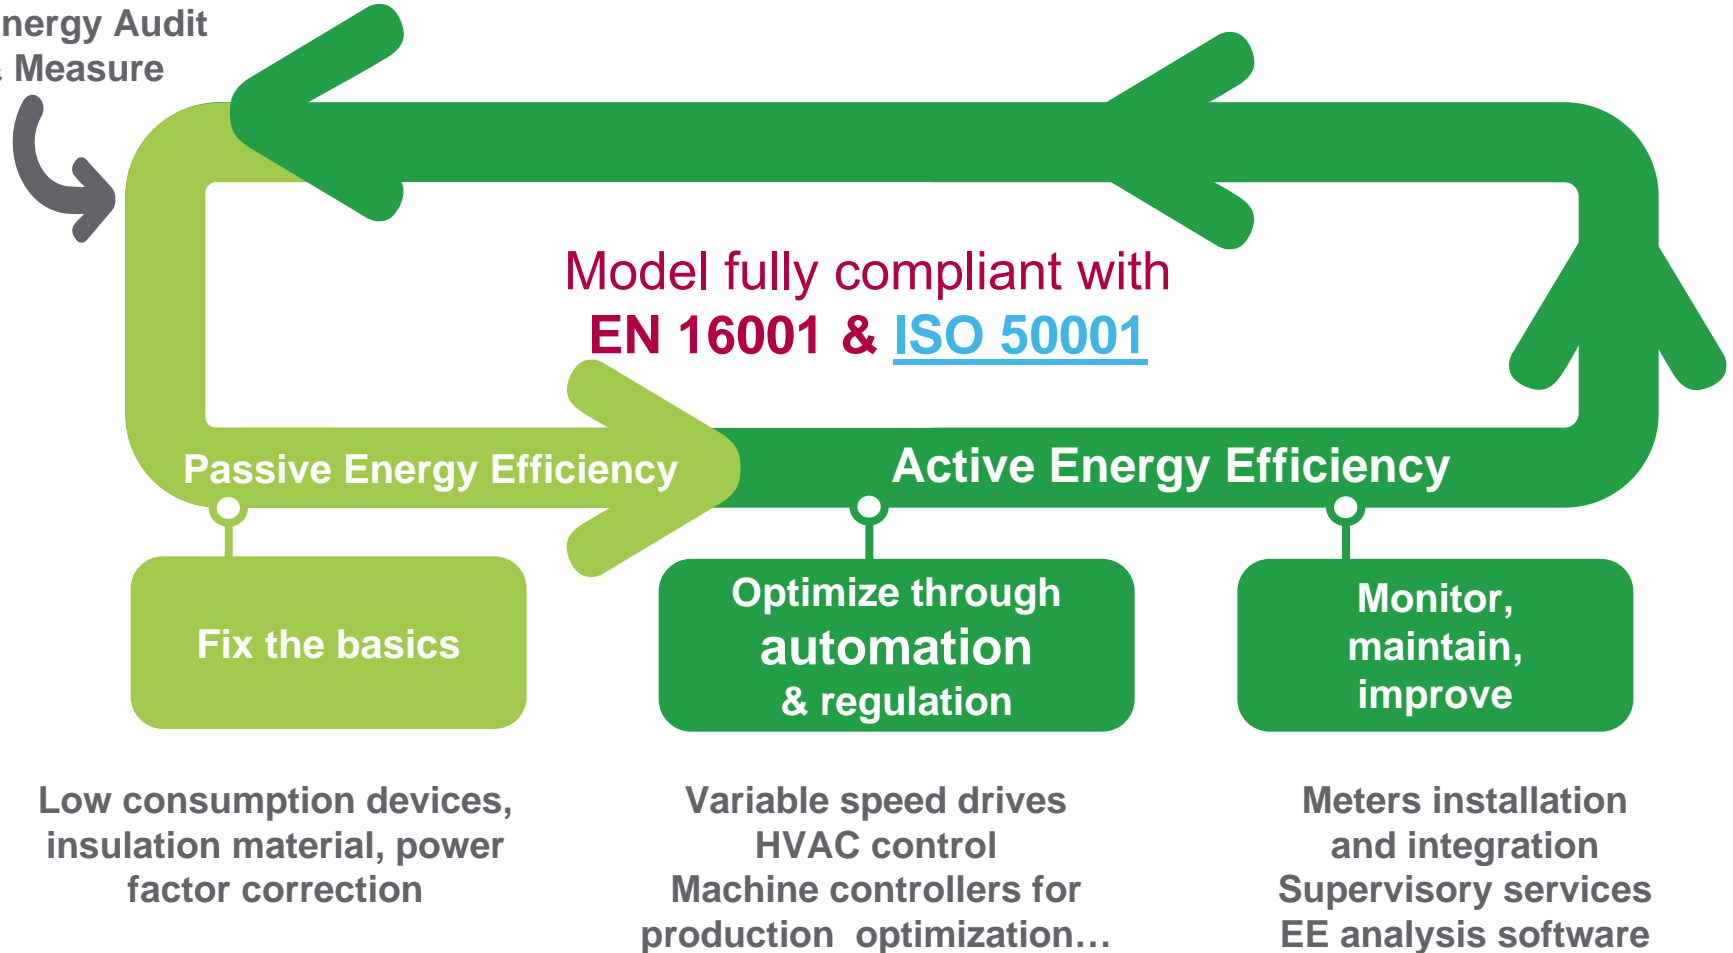 nergy Audit
& Measure
Model fully compliant with
EN 16001 & ISO 50001
Passive Energy Efficiency
Active Energy Efficiency
Fix the basics
Optimize through
automation
& regulation
Monitor,
maintain,
improve
Low consumption devices,
insulation material, power
factor correction
Variable speed drives
HVAC control
Machine controllers for
production optimization…
Meters installation
and integration
Supervisory services
EE analysis software